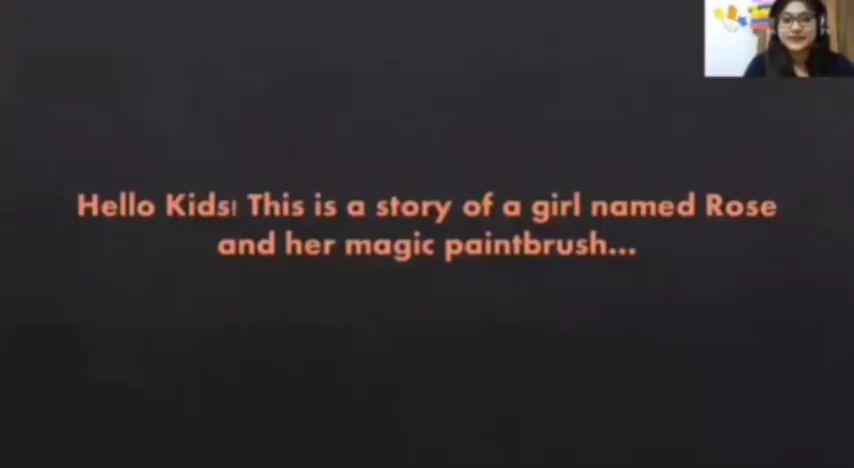 Hello Kids! This is a story of a girl named Rose
and her magic paintbrush...